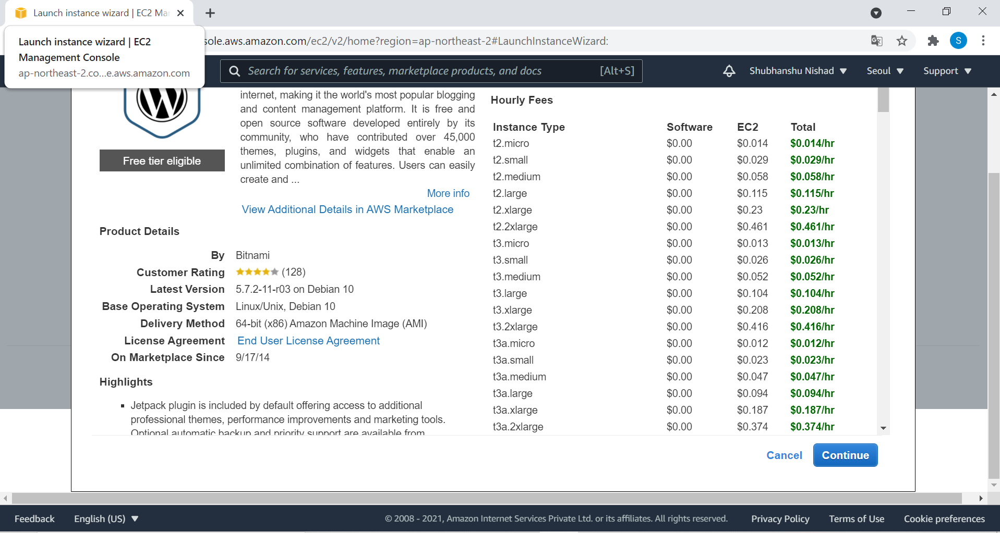 Launch instance wizard | EC2 Man
Launch instance wizard | EC2
Management Console
ap-northeast-2.co...e.aws.amazon.com
sole.aws.amazon.com/ec2/v2/home?region=ap-northeast-2#LaunchInstanceWizard:
S
Search for services, features, marketplace products, and docs [Alt+S]
Shubhanshu Nishad Seoul Support
Free tier eligible
internet, making it the world's most popular blogging
and content management platform. It is free and
open source software developed entirely by its
community, who have contributed over 45,000
themes, plugins, and widgets that enable an
unlimited combination of features. Users can easily
create and ...
More info
View Additional Details in AWS Marketplace
Product Details
By Bitnami
Customer Rating (128)
Latest Version 5.7.2-11-r03 on Debian 10
Base Operating System Linux/Unix, Debian 10
Delivery Method 64-bit (x86) Amazon Machine Image (AMI)
License Agreement End User License Agreement
On Marketplace Since 9/17/14
Highlights
Jetpack plugin is included by default offering access to additional
professional themes, performance improvements and marketing tools.
Optional automatic backup and priority support are available from
Hourly Fees
Instance Type Software EC2 Total
t2.micro $0.00 $0.014 $0.014/hr
t2.small $0.00 $0.029 $0.029/hr
t2.medium $0.00 $0.058 $0.058/hr
t2.large $0.00 $0.115 $0.115/hr
t2.xlarge $0.00 $0.23 $0.23/hr
t2.2xlarge $0.00 $0.461 $0.461/hr
t3.micro $0.00 $0.013 $0.013/hr
t3.small $0.00 $0.026 $0.026/hr
t3.medium $0.00 $0.052 $0.052/hr
t3.large $0.00 $0.104 $0.104/hr
t3.xlarge $0.00 $0.208 $0.208/hr
t3.2xlarge $0.00 $0.416 $0.416/hr
t3a.micro $0.00 $0.012 $0.012/hr
t3a.small $0.00 $0.023 $0.023/hr
t3a.medium $0.00 $0.047 $0.047/hr
t3a.large $0.00 $0.094 $0.094/hr
t3a.xlarge $0.00 $0.187 $0.187/hr
t3a.2xlarge $0.00 $0.374 $0.374/hr
Cancel Continue
Feedback English (US) © 2008 - 2021, Amazon Internet Services Private Ltd. or its affiliates. All rights reserved. Privacy Policy Terms of Use Cookie preferences